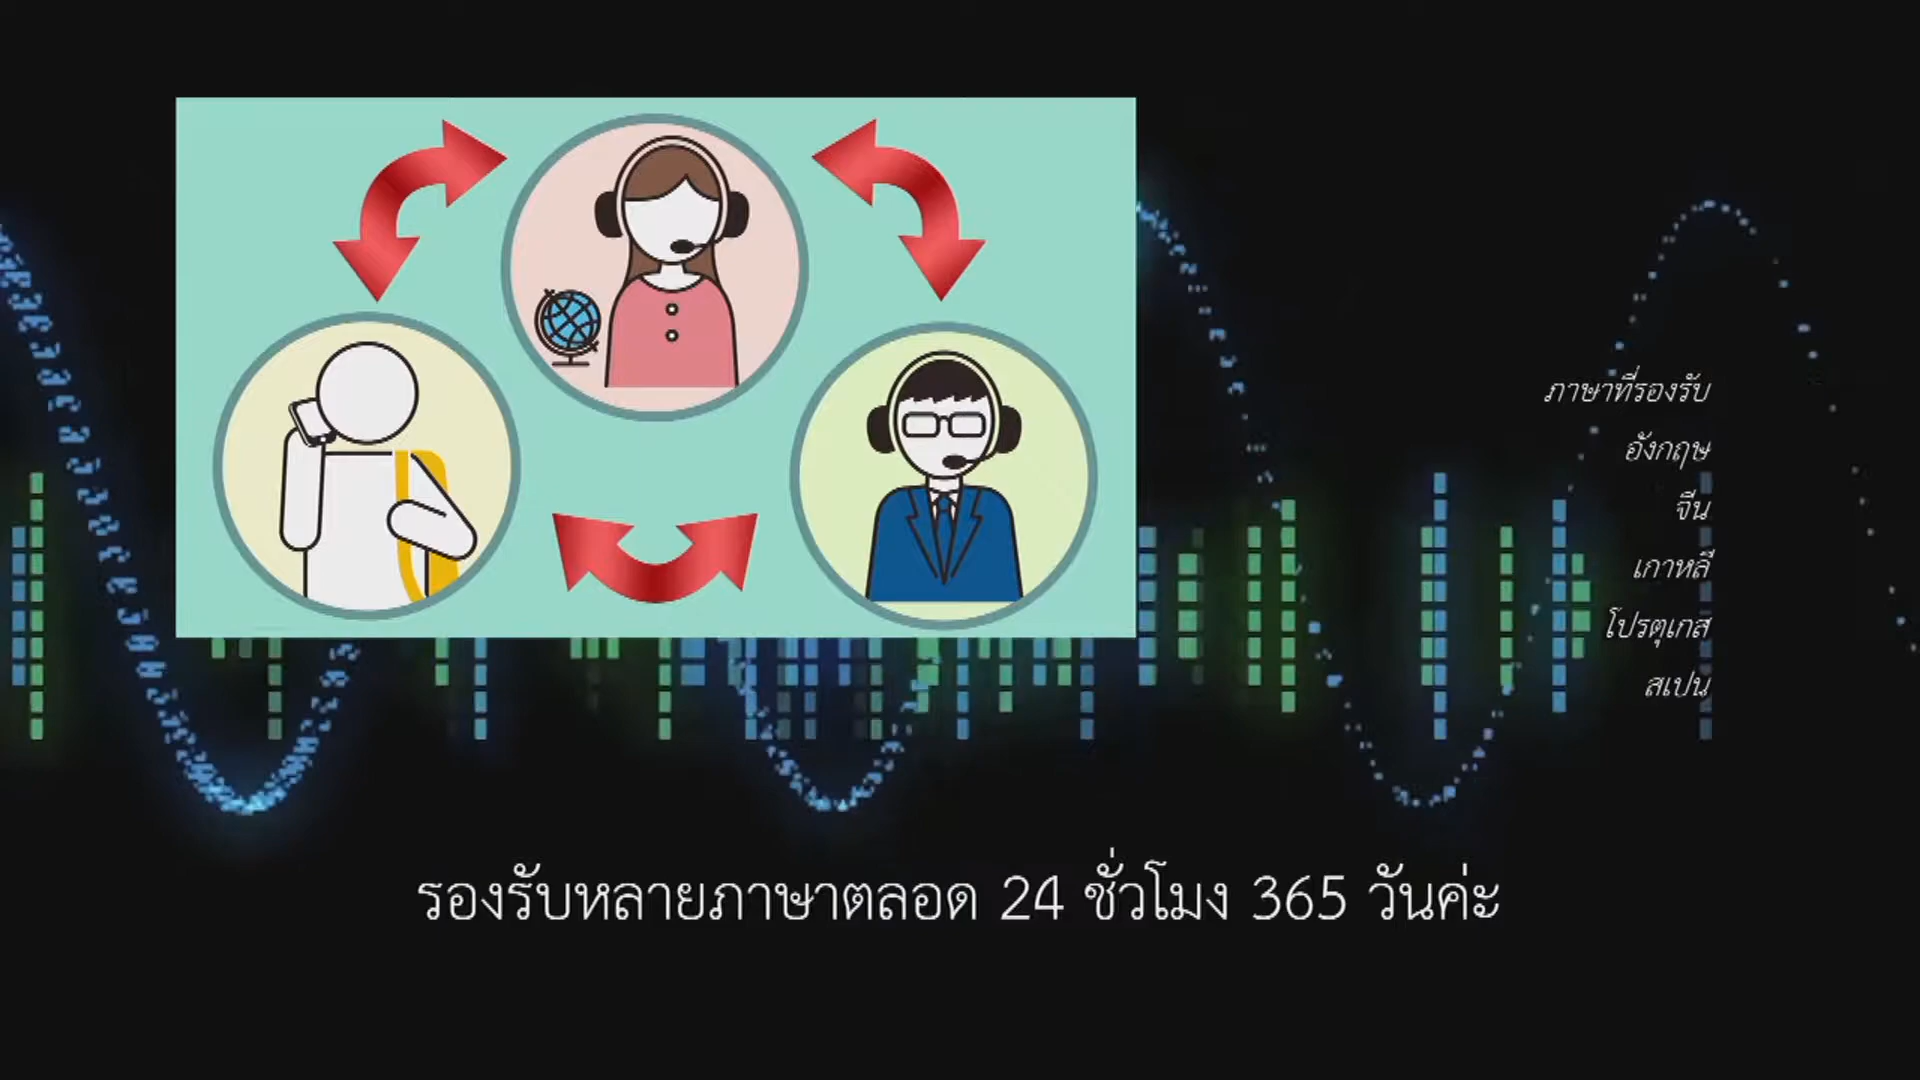 ภาษาที่รองรับ
อังกฤษ
จีน
เกาหลี
โปรตุเกส
สเปน
รองรับหลายภาษาตลอด 24 ชั่วโมง 365 วันค่ะ